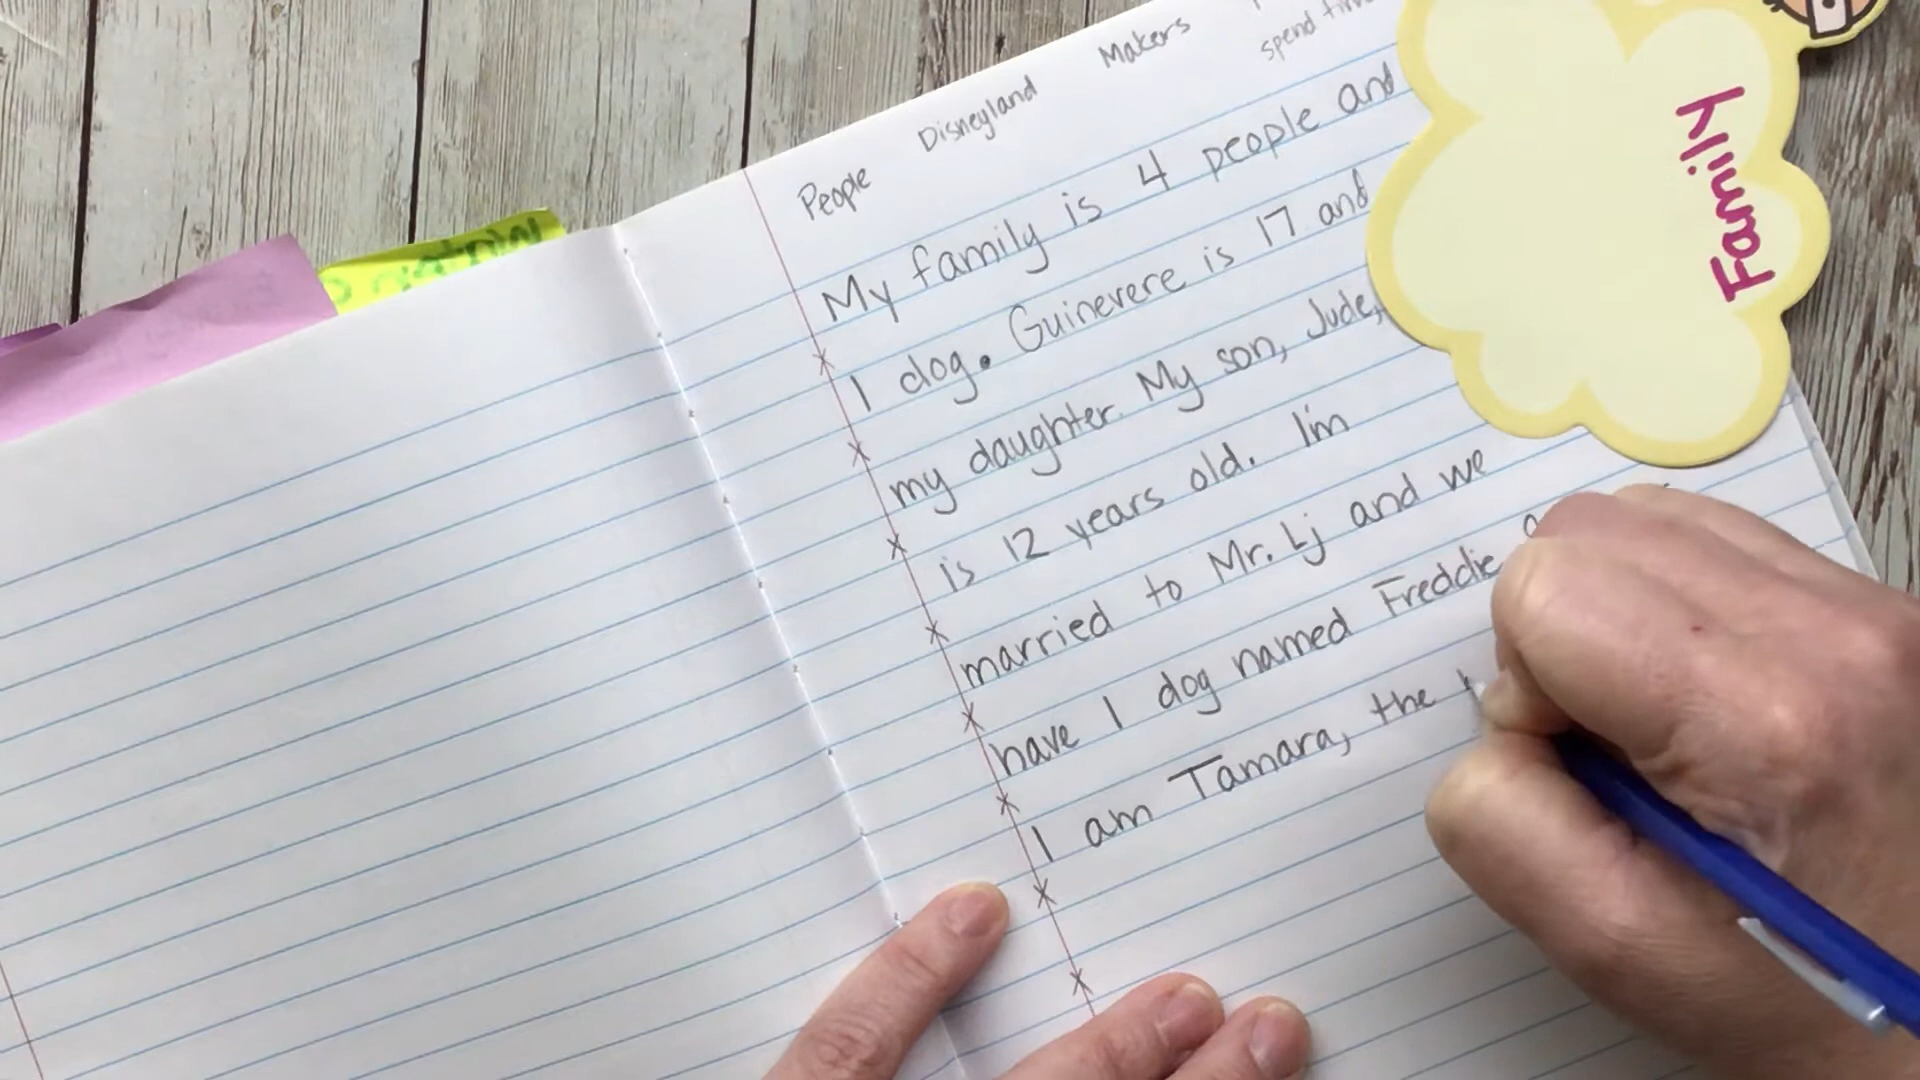 People Disneyland Makers spend time
My family is 4 people and
1 dog. Guinevere is 17 and
my daughter. My son, Jude,
is 12 years old. I'm
married to Mr. Lj and we
have 1 dog named Freddie
I am Tamara, the
Family